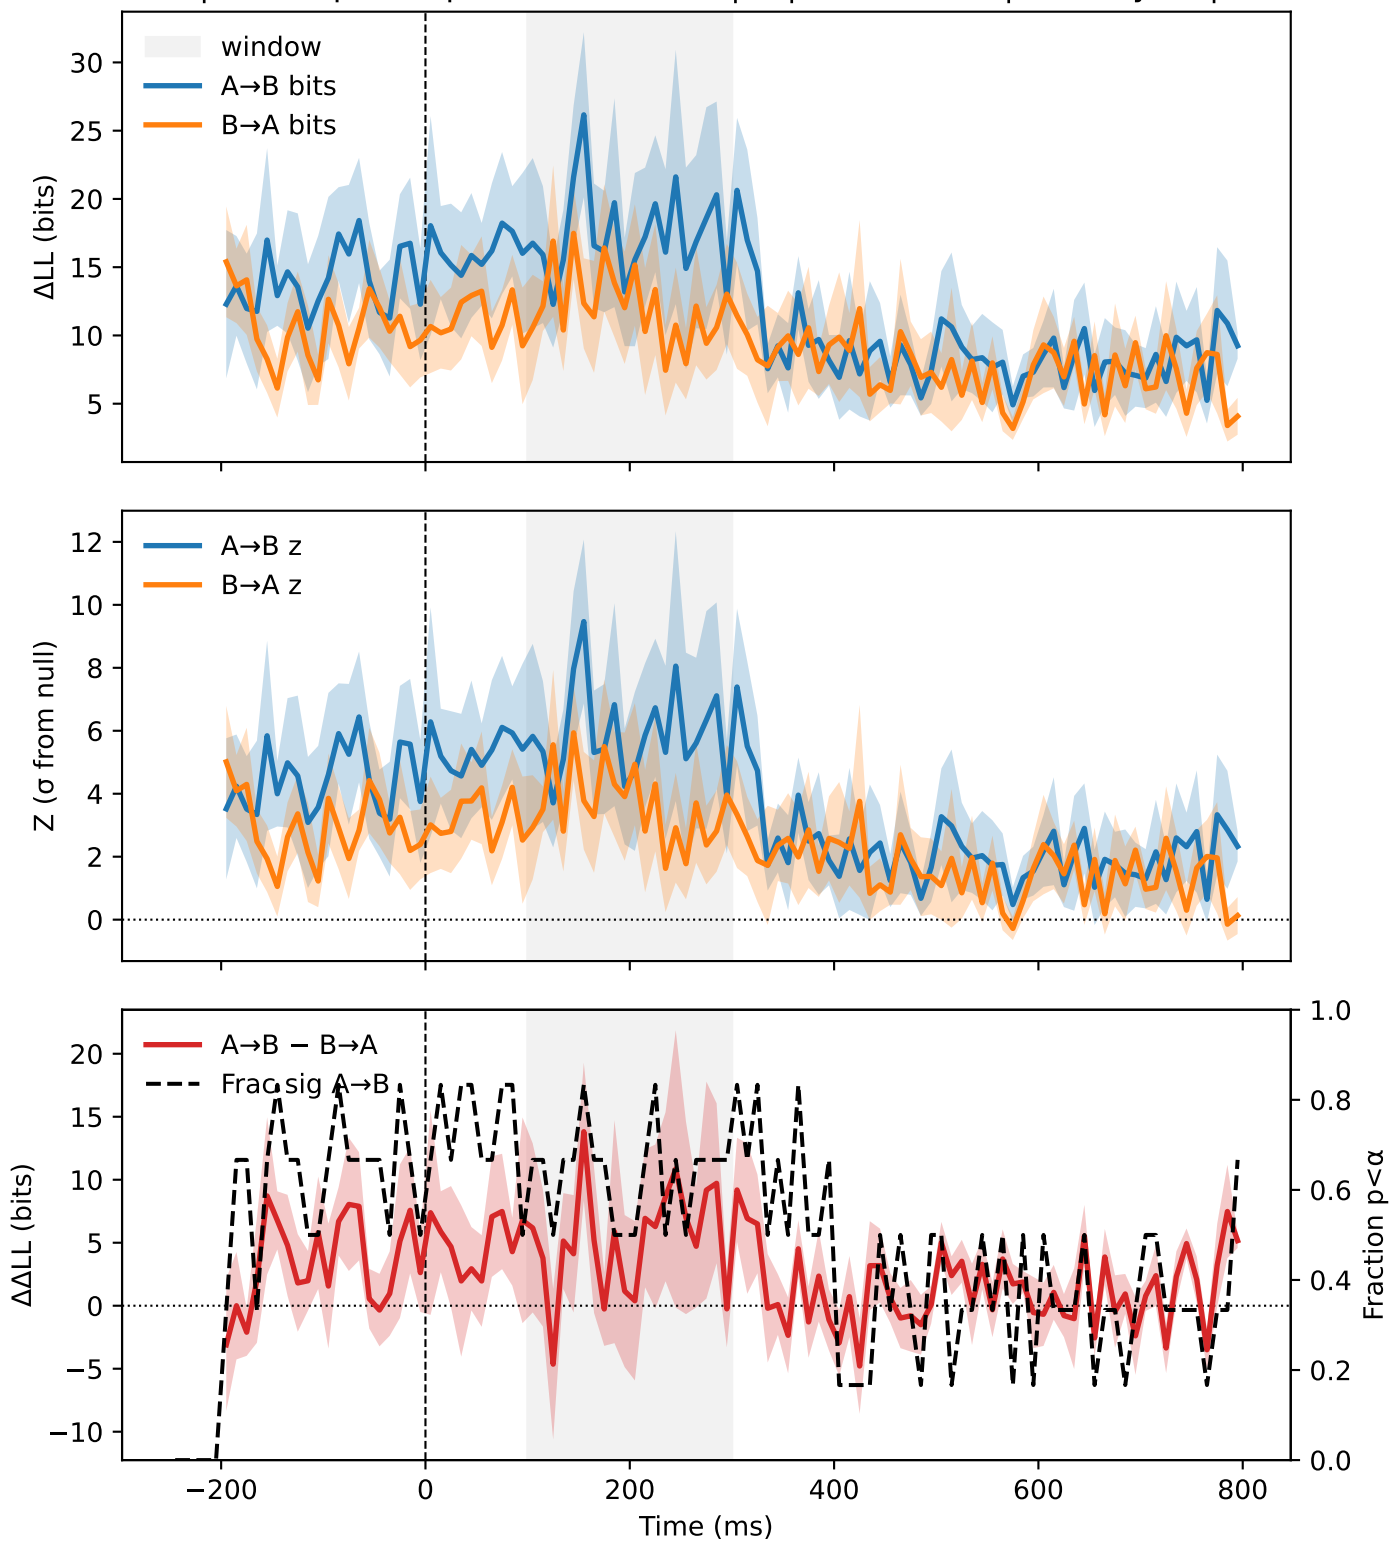 window
A→B bits
B→A bits
ΔLL (bits)
30
25
20
15
10
5
A→B z
B→A z
Z (σ from null)
12
10
8
6
4
2
0
A→B − B→A
Frac sig A→B
ΔΔLL (bits)
20
15
10
5
0
−5
−10
1.0
0.8
0.6
0.4
0.2
0.0
Fraction p<α
−200
0
200
400
600
800
Time (ms)